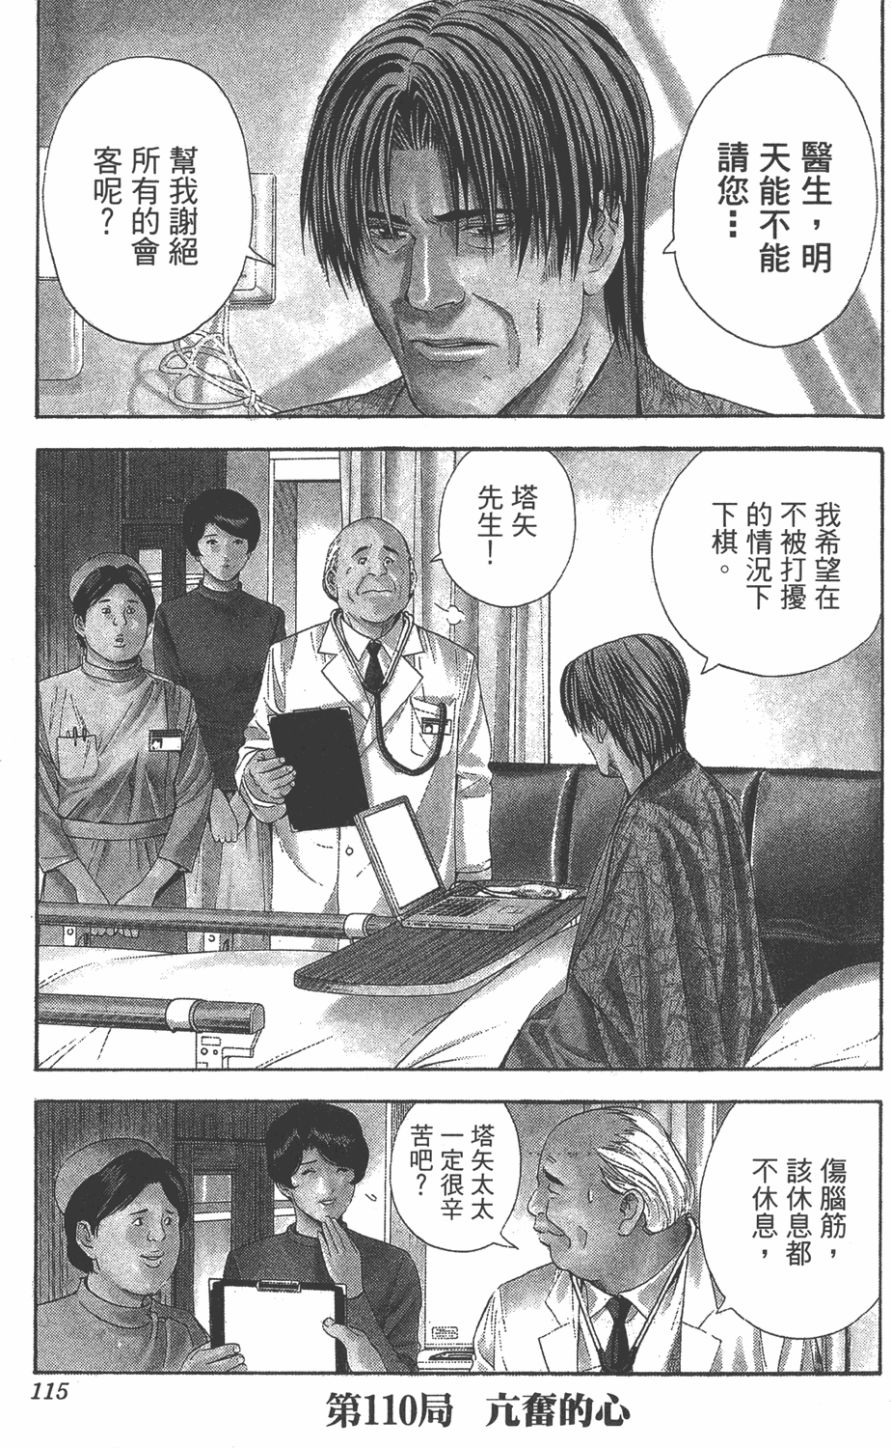 醫生，明
天能不能
請您…
幫我謝絕
所有的會
客呢？
我希望在
不被打擾
的情況下
下棋。
塔矢
先生！
傷腦筋，
該休息都
不休息，
塔矢太太
一定很辛
苦吧？
115
第110局 亢奮的心